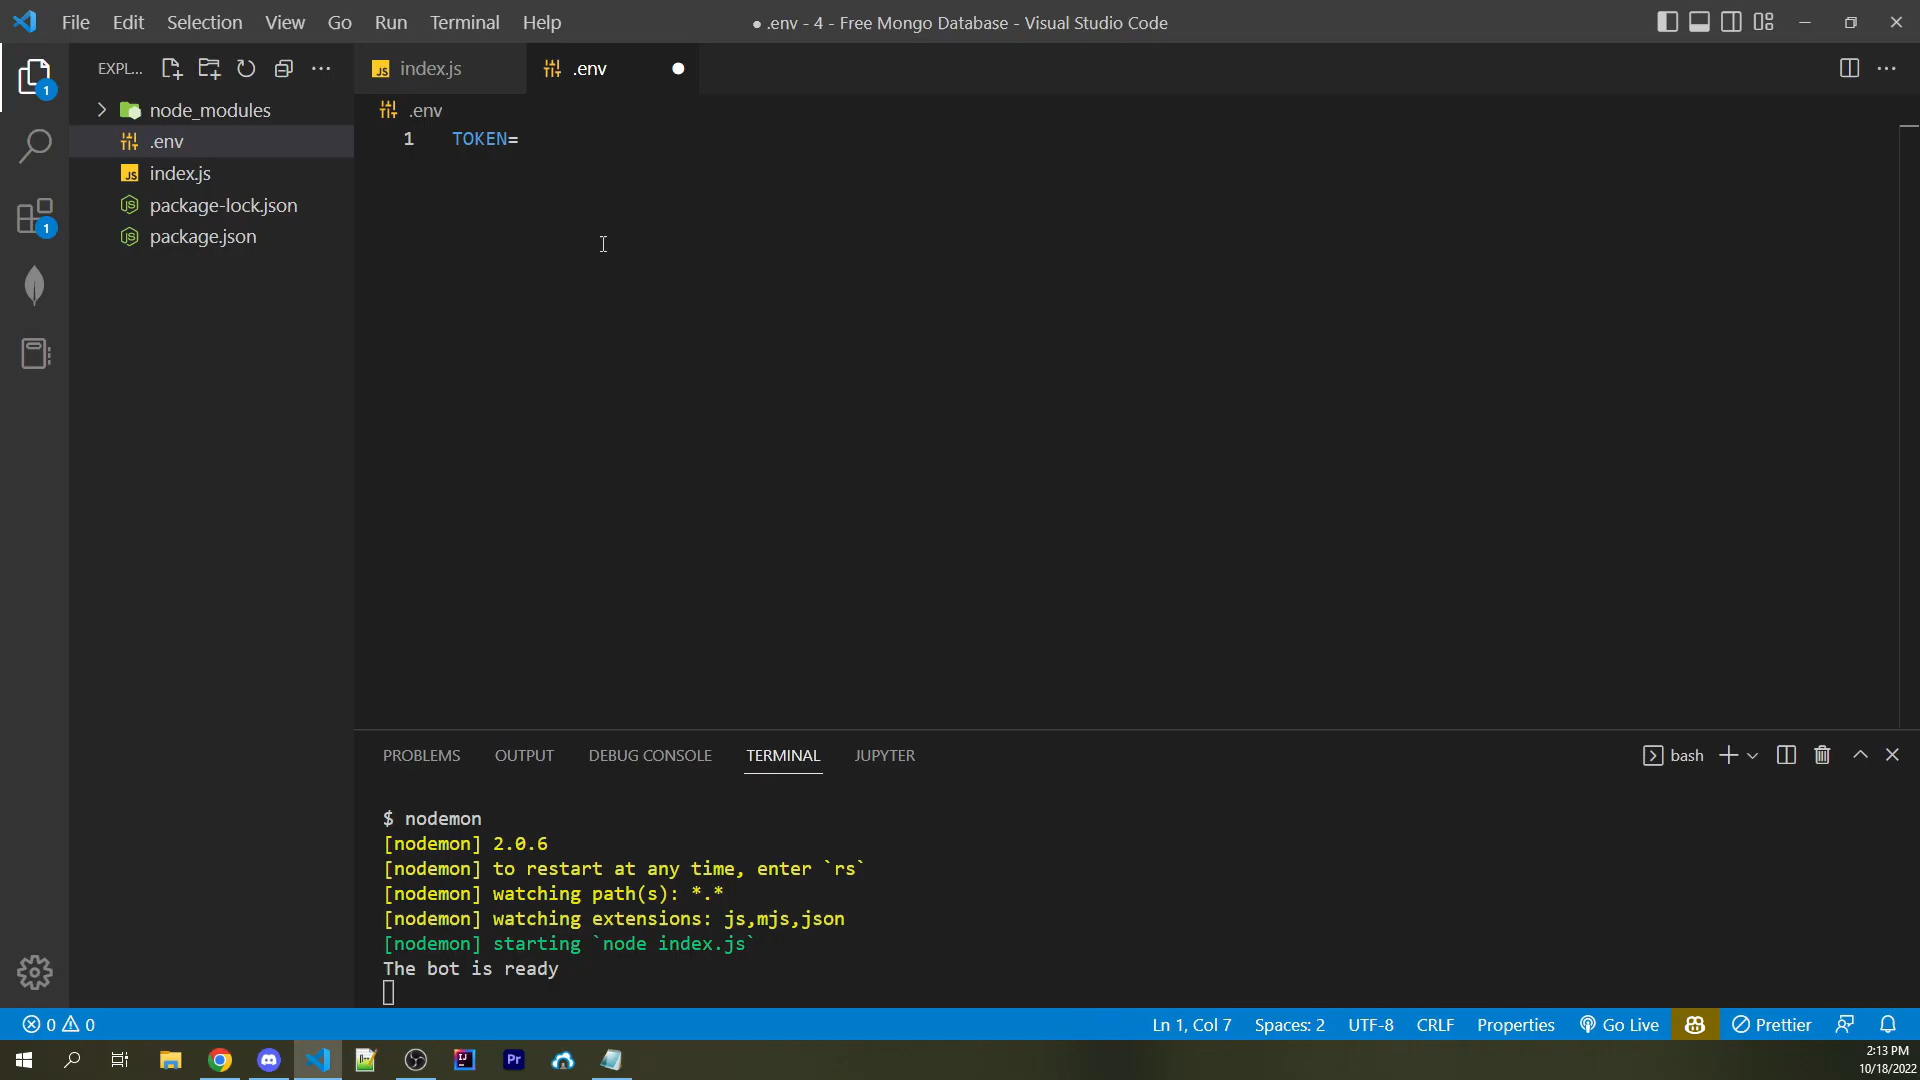 File Edit Selection View Go Run Terminal Help
● .env - 4 - Free Mongo Database - Visual Studio Code
EXPL...
index.js
.env
1
node_modules
.env
index.js
package-lock.json
package.json
1
.env
1 TOKEN=
PROBLEMS OUTPUT DEBUG CONSOLE TERMINAL JUPYTER
bash
$ nodemon
[nodemon] 2.0.6
[nodemon] to restart at any time, enter `rs`
[nodemon] watching path(s): *.*
[nodemon] watching extensions: js,mjs,json
[nodemon] starting `node index.js`
The bot is ready
0 0
Ln 1, Col 7 Spaces: 2 UTF-8 CRLF Properties Go Live Prettier
2:13 PM
10/18/2022